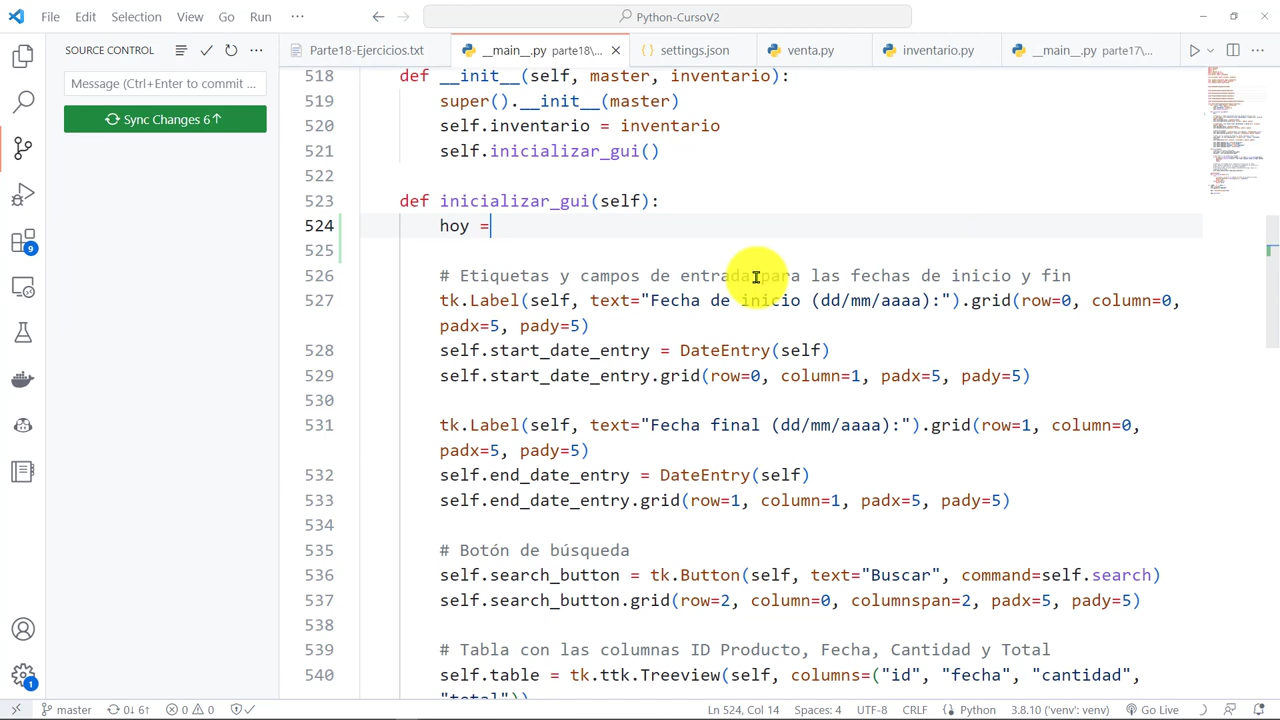 File Edit Selection View Go Run ··· Python-CursoV2
SOURCE CONTROL
Parte18-Ejercicios.txt __main__.py parte18\... settings.json venta.py inventario.py __main__.py parte17\...
Message (Ctrl+Enter to commit...
Sync Changes 6↑
518 def __init__(self, master, inventario):
super().__init__(master)
self.inventario
self.inicializar_gui()
522
523 def inicializar_gui(self):
524 hoy =
525
526 # Etiquetas y campos de entrada para las fechas de inicio y fin
527 tk.Label(self, text="Fecha de inicio (dd/mm/aaaa):").grid(row=0, column=0,
padx=5, pady=5)
528 self.start_date_entry = DateEntry(self)
529 self.start_date_entry.grid(row=0, column=1, padx=5, pady=5)
530
531 tk.Label(self, text="Fecha final (dd/mm/aaaa):").grid(row=1, column=0,
padx=5, pady=5)
532 self.end_date_entry = DateEntry(self)
533 self.end_date_entry.grid(row=1, column=1, padx=5, pady=5)
534
535 # Botón de búsqueda
536 self.search_button = tk.Button(self, text="Buscar", command=self.search)
537 self.search_button.grid(row=2, column=0, columnspan=2, padx=5, pady=5)
538
539 # Tabla con las columnas ID Producto, Fecha, Cantidad y Total
540 self.table = tk.ttk.Treeview(self, columns=("id", "fecha", "cantidad",
"total"))
9
1
master 0↓ 6↑ 0 0 Ln 524, Col 14 Spaces: 4 UTF-8 CRLF Python 3.8.10 ('venv': venv) Go Live